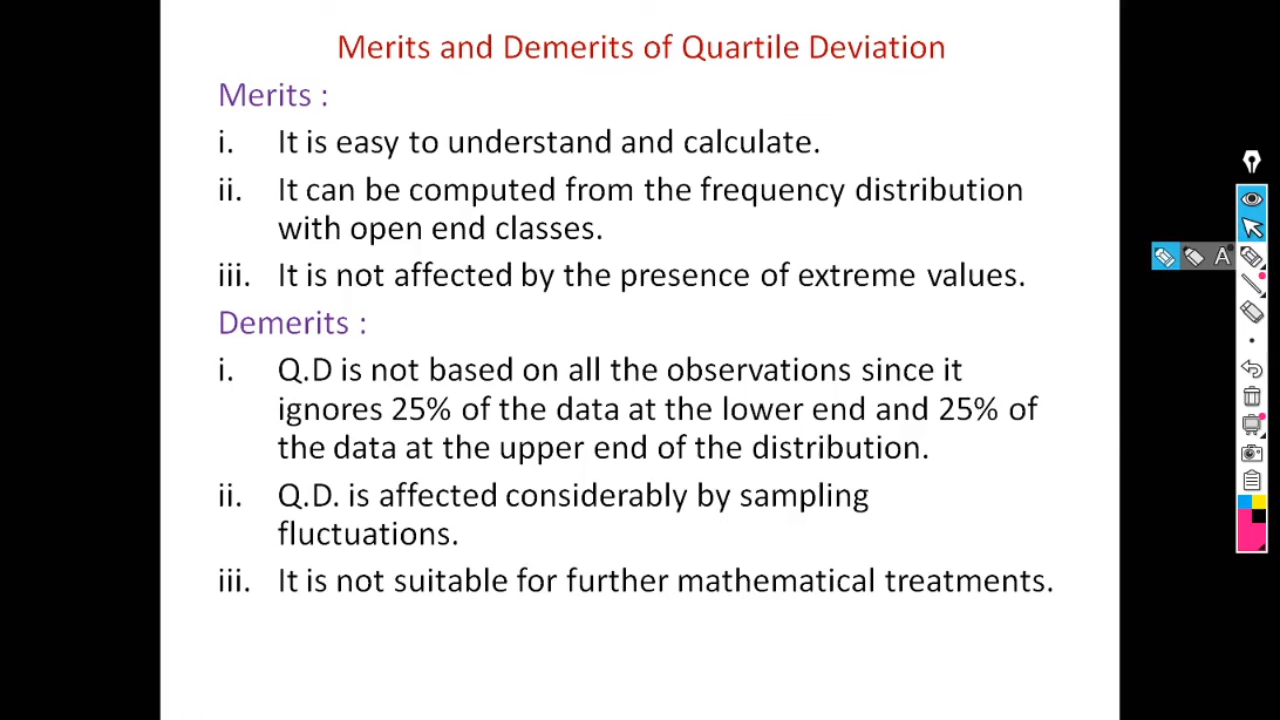 Merits and Demerits of Quartile Deviation
Merits :
i. It is easy to understand and calculate.
ii. It can be computed from the frequency distribution
with open end classes.
iii. It is not affected by the presence of extreme values.
Demerits :
i. Q.D is not based on all the observations since it
ignores 25% of the data at the lower end and 25% of
the data at the upper end of the distribution.
ii. Q.D. is affected considerably by sampling
fluctuations.
iii. It is not suitable for further mathematical treatments.
A